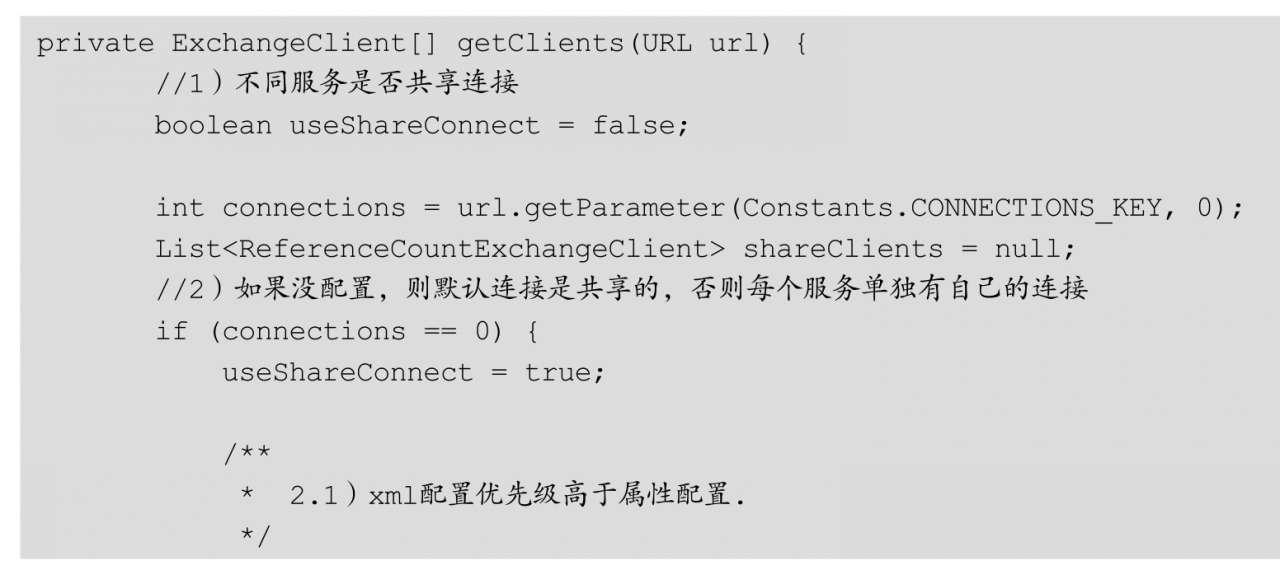 private ExchangeClient[] getClients(URL url) {
//1）不同服务是否共享连接
boolean useShareConnect = false;
int connections = url.getParameter(Constants.CONNECTIONS_KEY, 0);
List<ReferenceCountExchangeClient> shareClients = null;
//2）如果没配置，则默认连接是共享的，否则每个服务单独有自己的连接
if (connections == 0) {
useShareConnect = true;
/**
* 2.1）xml配置优先级高于属性配置.
*/